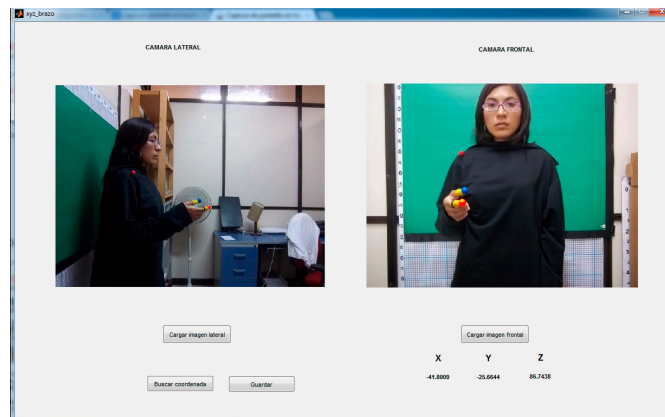 xyz_brazo
CAMARA LATERAL
CAMARA FRONTAL
Cargar imagen lateral
Cargar imagen frontal
X Y Z
-41.8009 -25.6644 86.7438
Buscar coordenada
Guardar